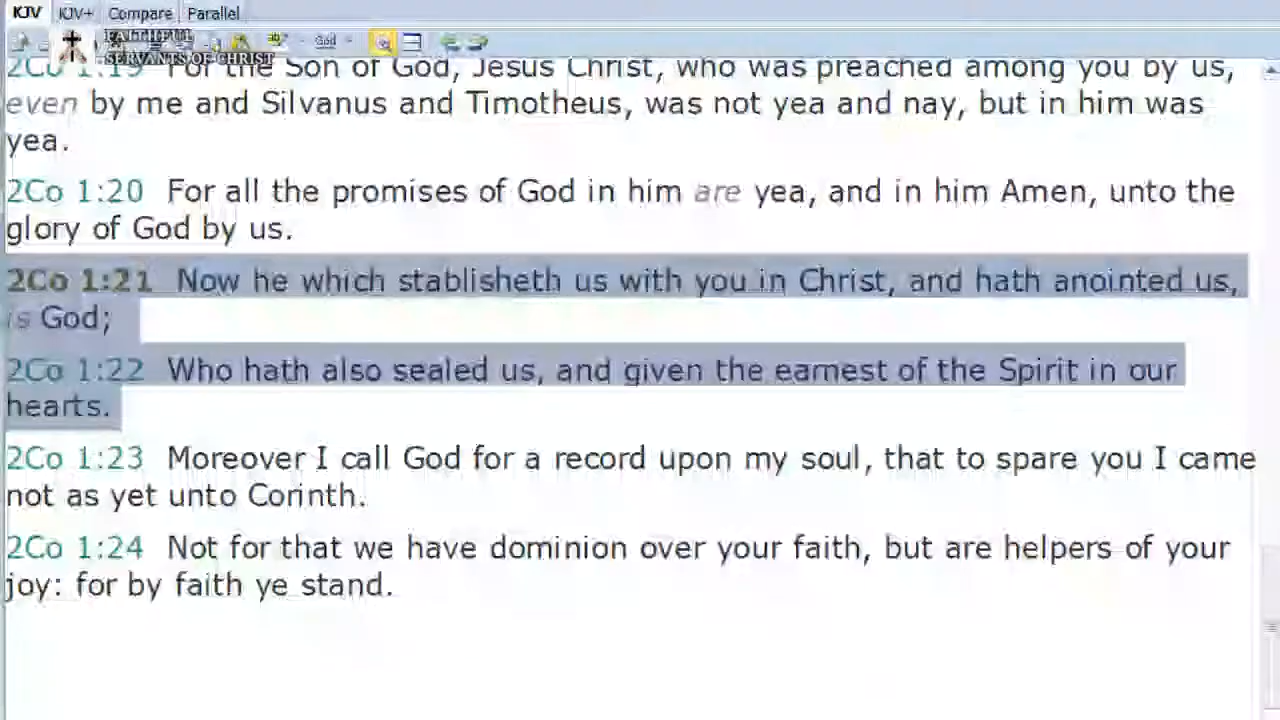 KJV KJV+ Compare Parallel
FAITHFUL
SERVANTS OF CHRIST
God
2Co 1:19 For the Son of God, Jesus Christ, who was preached among you by us,
even by me and Silvanus and Timotheus, was not yea and nay, but in him was
yea.
2Co 1:20 For all the promises of God in him are yea, and in him Amen, unto the
glory of God by us.
2Co 1:21 Now he which stablisheth us with you in Christ, and hath anointed us,
is God;
2Co 1:22 Who hath also sealed us, and given the earnest of the Spirit in our
hearts.
2Co 1:23 Moreover I call God for a record upon my soul, that to spare you I came
not as yet unto Corinth.
2Co 1:24 Not for that we have dominion over your faith, but are helpers of your
joy: for by faith ye stand.